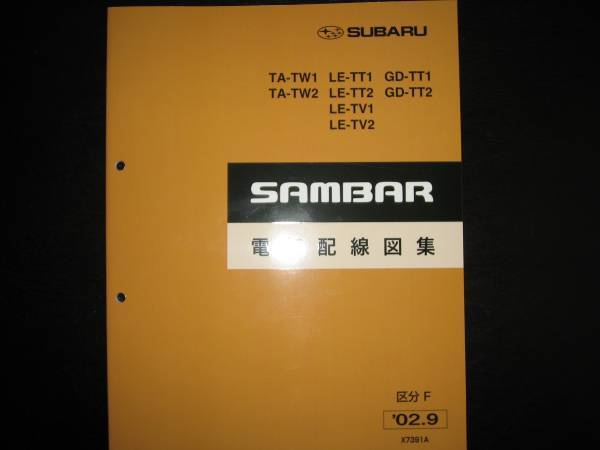 SUBARU
TA-TW1 LE-TT1 GD-TT1
TA-TW2 LE-TT2 GD-TT2
LE-TV1
LE-TV2
SAMBAR
電 配線図集
区分 F
'02.9
X7391A